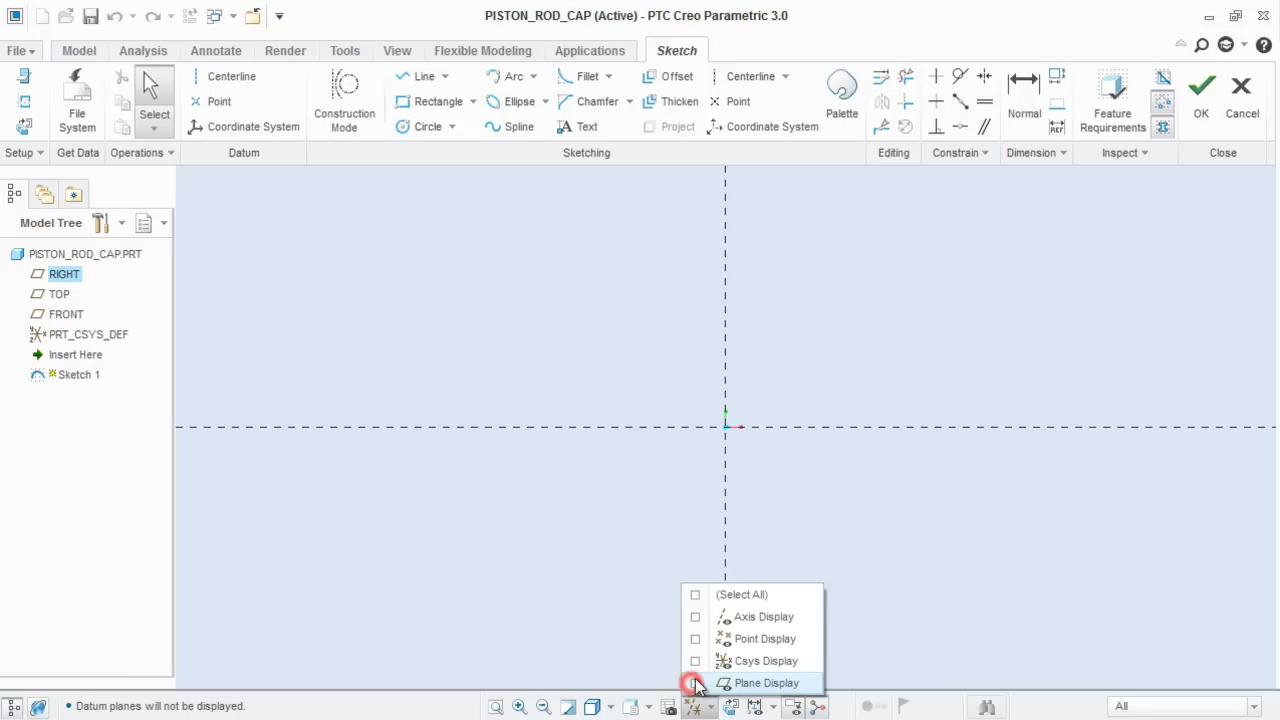 PISTON_ROD_CAP (Active) - PTC Creo Parametric 3.0
File Model Analysis Annotate Render Tools View Flexible Modeling Applications Sketch
Centerline Line Arc Fillet Offset Centerline
Point Rectangle Ellipse Chamfer Thicken Point
Coordinate System Circle Spline Text Project Coordinate System
File System
Select
Construction Mode
Palette
Normal
Feature Requirements
OK
Cancel
Setup Get Data Operations Datum Sketching Editing Constrain Dimension Inspect Close
Model Tree
PISTON_ROD_CAP.PRT
RIGHT
TOP
FRONT
PRT_CSYS_DEF
Insert Here
Sketch 1
(Select All)
Axis Display
Point Display
Csys Display
Plane Display
• Datum planes will not be displayed.
All